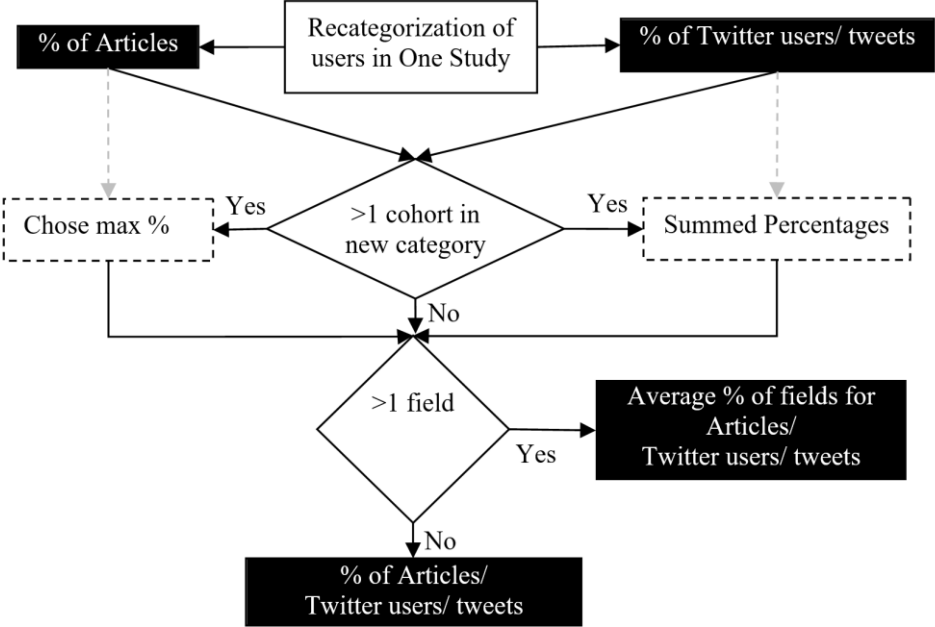 % of Articles
Recategorization of
users in One Study
% of Twitter users/ tweets
Chose max %
Yes
>1 cohort in
new category
Yes
Summed Percentages
No
>1 field
Yes
Average % of fields for
Articles/
Twitter users/ tweets
No
% of Articles/
Twitter users/ tweets